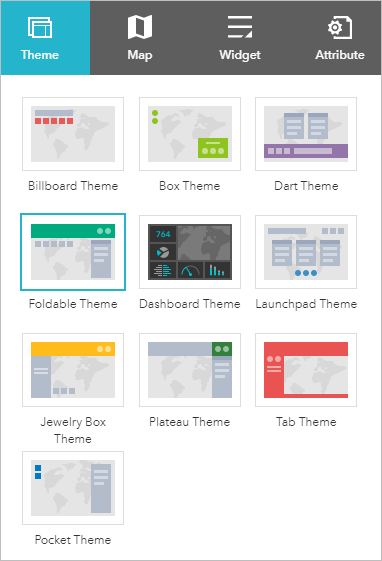 Theme Map Widget Attribute
Billboard Theme Box Theme Dart Theme
764
Foldable Theme Dashboard Theme Launchpad Theme
Jewelry Box Theme Plateau Theme Tab Theme
Pocket Theme